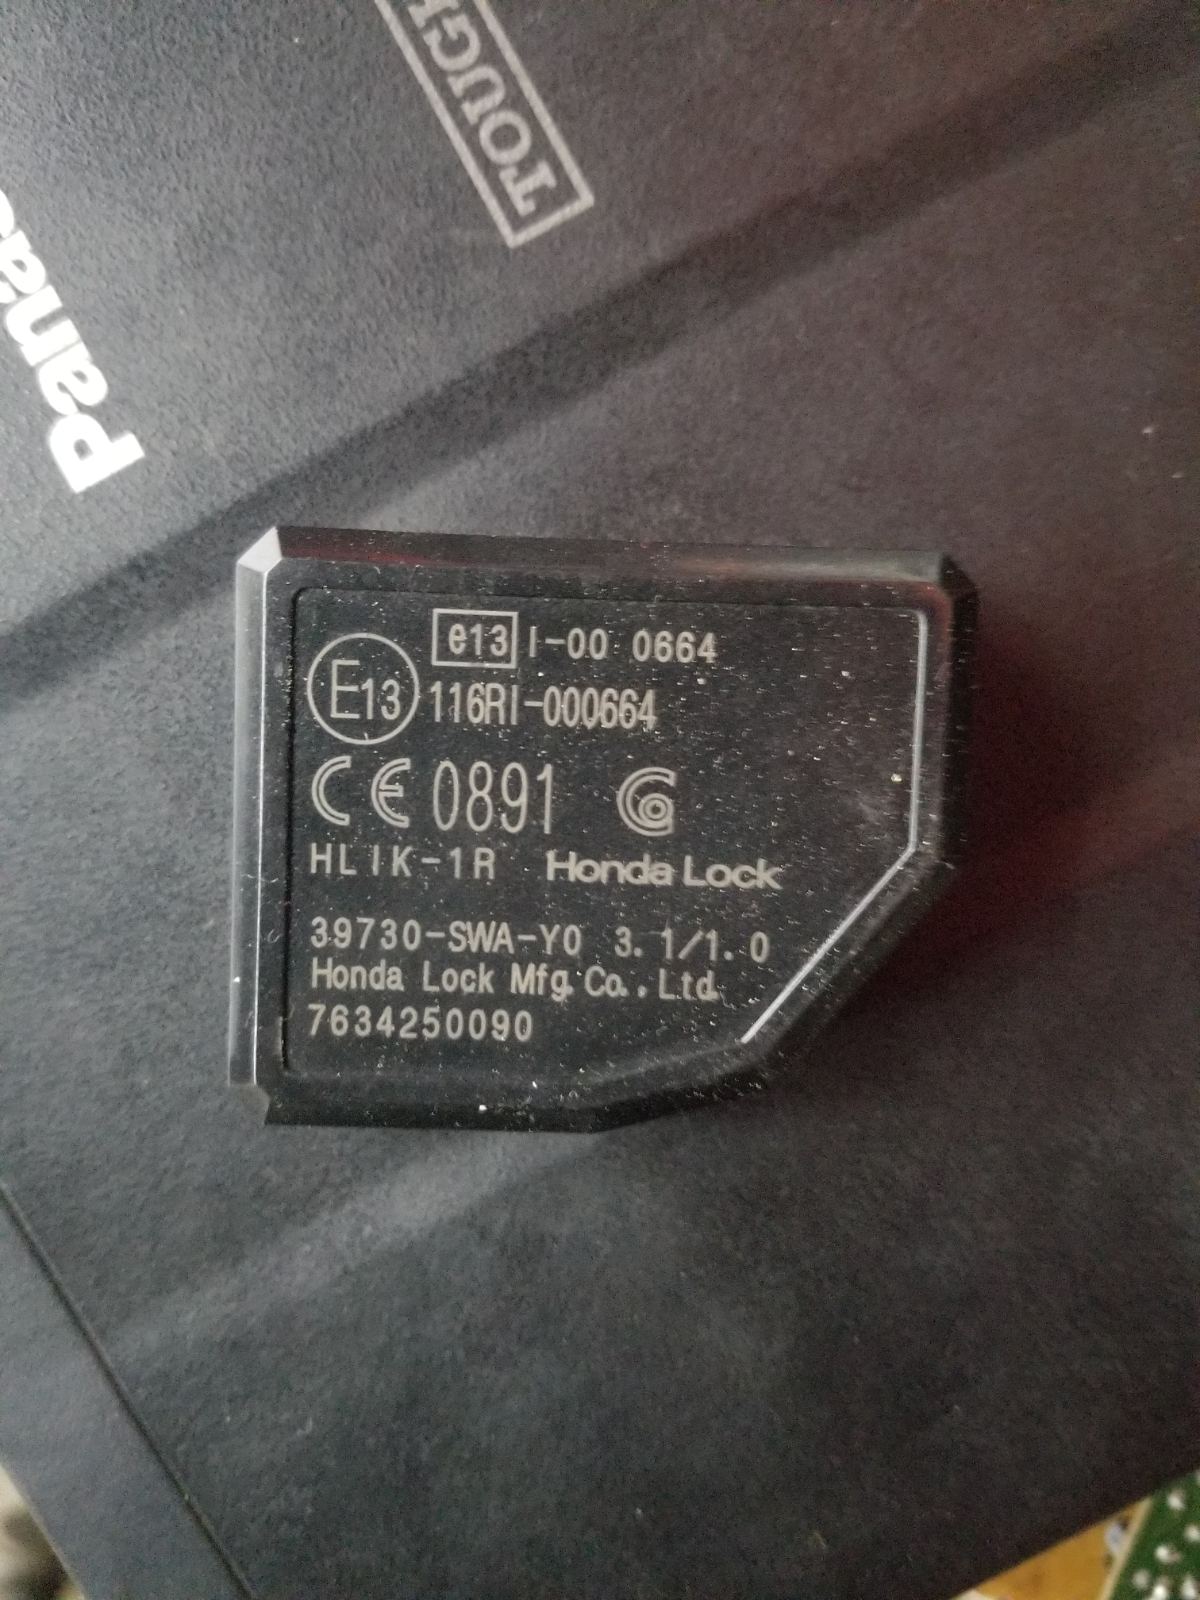 TOUGH
Panas
e13 I-00 0664
E13 116RI-000664
CE 0891
HLIK-1R Honda Lock
39730-SWA-Y0 3.1/1.0
Honda Lock Mfg. Co., Ltd.
7634250090